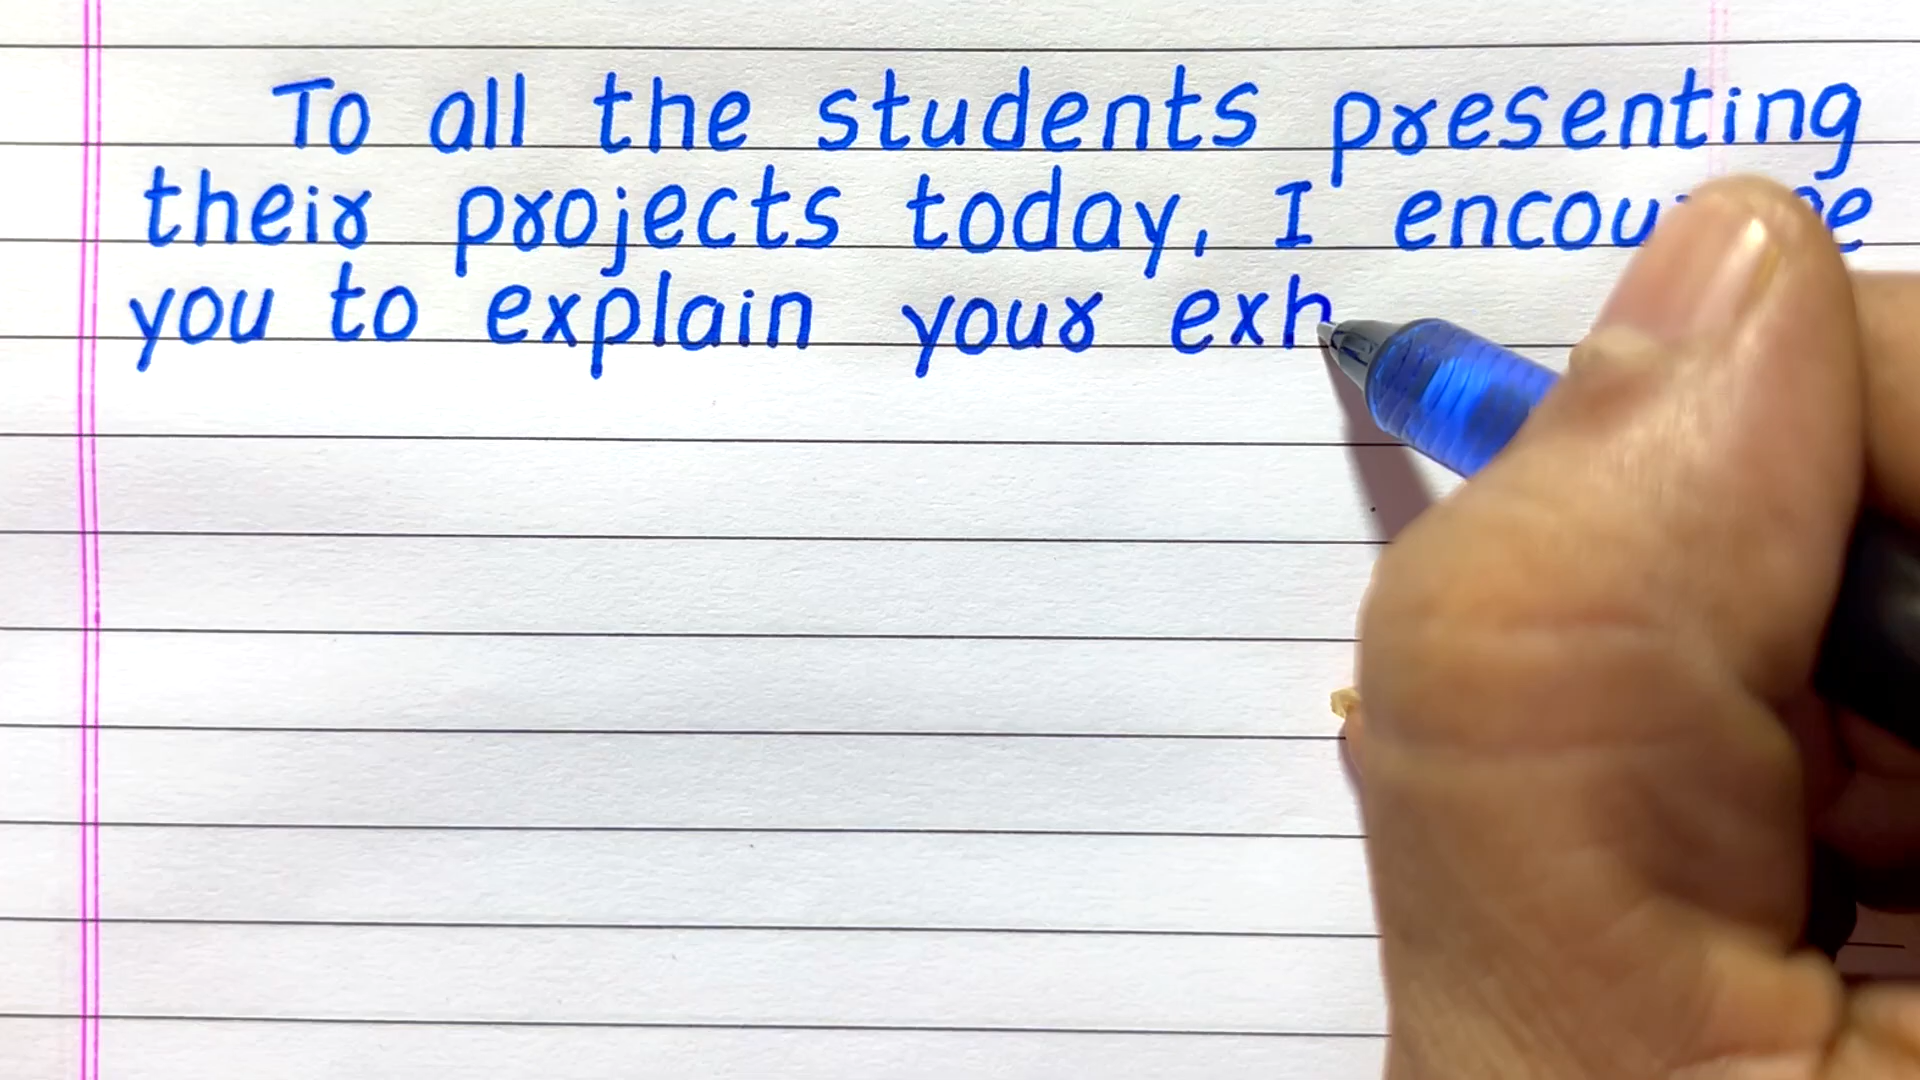 To all the students presenting
their projects today, I
you to explain your exh